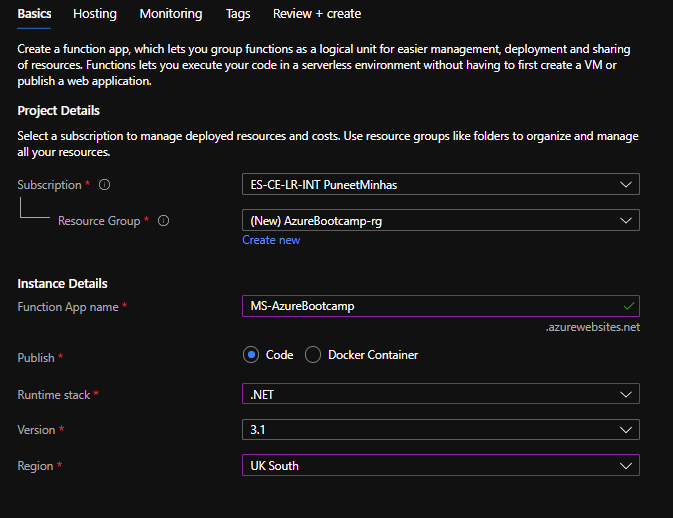 Basics Hosting Monitoring Tags Review + create
Create a function app, which lets you group functions as a logical unit for easier management, deployment and sharing
of resources. Functions lets you execute your code in a serverless environment without having to first create a VM or
publish a web application.
Project Details
Select a subscription to manage deployed resources and costs. Use resource groups like folders to organize and manage
all your resources.
Subscription * ES-CE-LR-INT PuneetMinhas
Resource Group * (New) AzureBootcamp-rg
Create new
Instance Details
Function App name * MS-AzureBootcamp
.azurewebsites.net
Publish * Code Docker Container
Runtime stack * .NET
Version * 3.1
Region * UK South